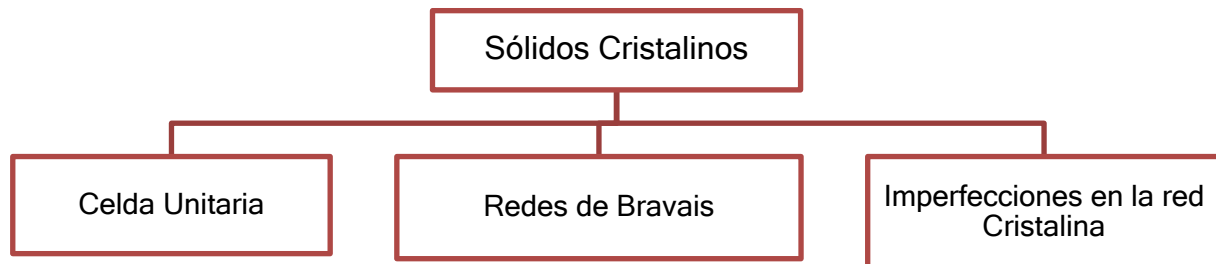 Sólidos Cristalinos
Celda Unitaria
Redes de Bravais
Imperfecciones en la red
Cristalina